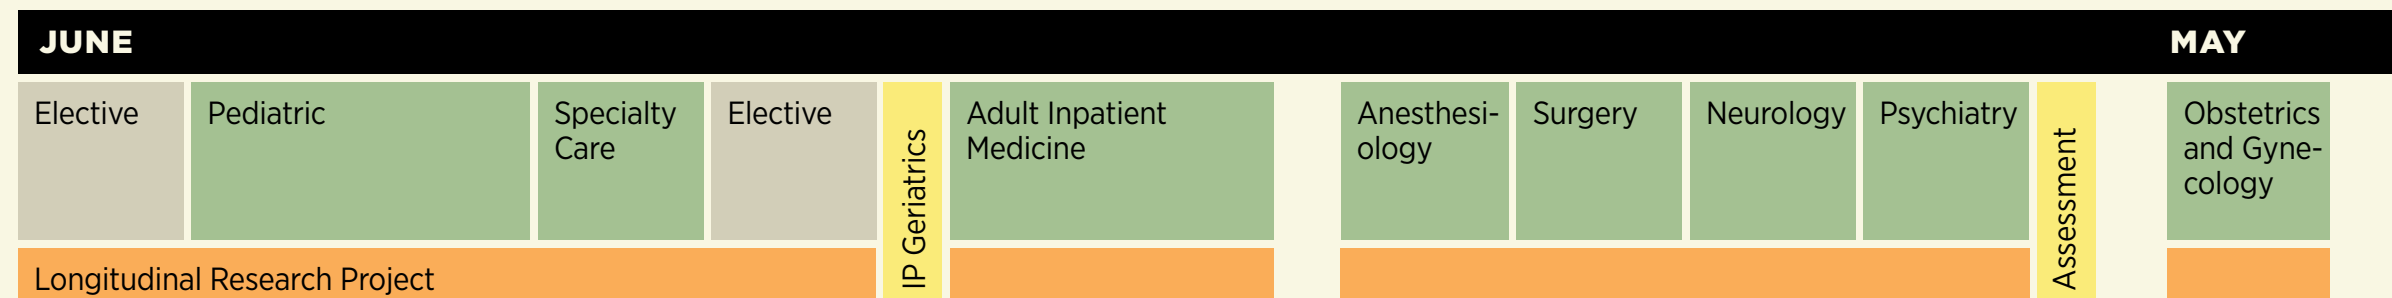 JUNE
MAY
Elective
Pediatric
Specialty
Care
Elective
IP Geriatrics
Adult Inpatient
Medicine
Anesthesi-
ology
Surgery
Neurology
Psychiatry
Assessment
Obstetrics
and Gyne-
cology
Longitudinal Research Project